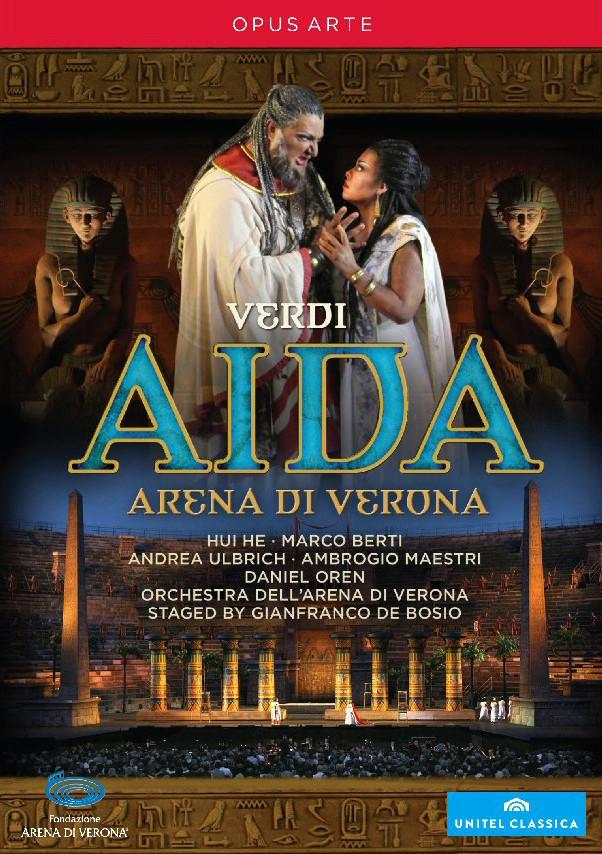 OPUS ARTE
VERDI
AIDA
ARENA DI VERONA
HUI HE · MARCO BERTI
ANDREA ULBRICH · AMBROGIO MAESTRI
DANIEL OREN
ORCHESTRA DELL'ARENA DI VERONA
STAGED BY GIANFRANCO DE BOSIO
Fondazione
ARENA DI VERONA®
UNITEL CLASSICA